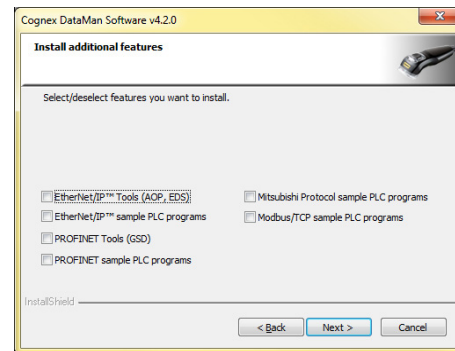 Cognex DataMan Software v4.2.0
Install additional features
Select/deselect features you want to install.
EtherNet/IP™ Tools (AOP, EDS)
Mitsubishi Protocol sample PLC programs
EtherNet/IP™ sample PLC programs
Modbus/TCP sample PLC programs
PROFINET Tools (GSD)
PROFINET sample PLC programs
InstallShield
< Back
Next >
Cancel